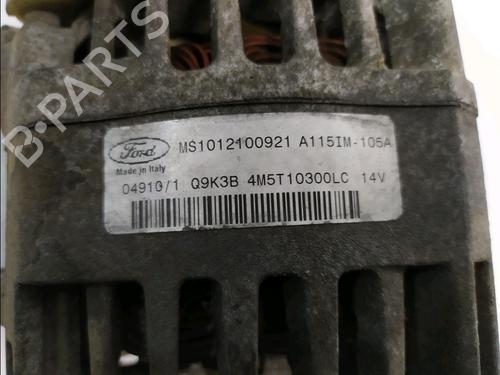 B-PARTS
Ford MS1012100921 A115IM-105A
Made in Italy
04910/1 Q9K3B 4M5T10300LC 14V